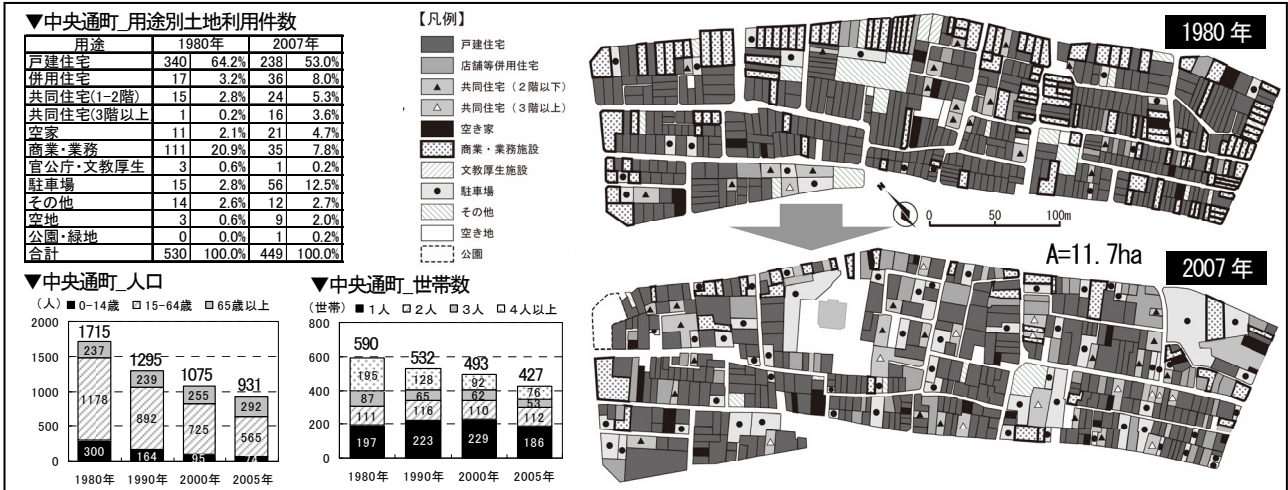 ▼中央通町_用途別土地利用件数
用途 1980年 2007年
戸建住宅 340 64.2% 238 53.0%
併用住宅 17 3.2% 36 8.0%
共同住宅(1-2階) 15 2.8% 24 5.3%
共同住宅(3階以上 1 0.2% 16 3.6%
空家 11 2.1% 21 4.7%
商業・業務 111 20.9% 35 7.8%
官公庁・文教厚生 3 0.6% 1 0.2%
駐車場 15 2.8% 56 12.5%
その他 14 2.6% 12 2.7%
空地 3 0.6% 9 2.0%
公園・緑地 0 0.0% 1 0.2%
合計 530 100.0% 449 100.0%
【凡例】
戸建住宅
店舗等併用住宅
共同住宅（２階以下）
共同住宅（３階以上）
空き家
商業・業務施設
文教厚生施設
駐車場
その他
空き地
公園
1980年
N
0 50 100m
A=11.7ha
2007年
▼中央通町_人口
（人） 0-14歳 15-64歳 65歳以上
2000
1500
1000
500
0
1715
237
1178
300
1295
239
892
164
1075
255
725
95
931
292
565
74
1980年 1990年 2000年 2005年
▼中央通町_世帯数
（世帯） 1人 2人 3人 4人以上
800
600
400
200
0
590
195
87
111
197
532
128
65
116
223
493
92
62
110
229
427
76
53
112
186
1980年 1990年 2000年 2005年